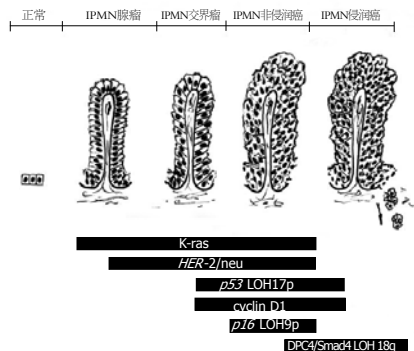 正常 IPMN腺瘤 IPMN交界瘤 IPMN非侵润癌 IPMN侵润癌
K-ras
HER-2/neu
p53 LOH17p
cyclin D1
p16 LOH9p
DPC4/Smad4 LOH 18q